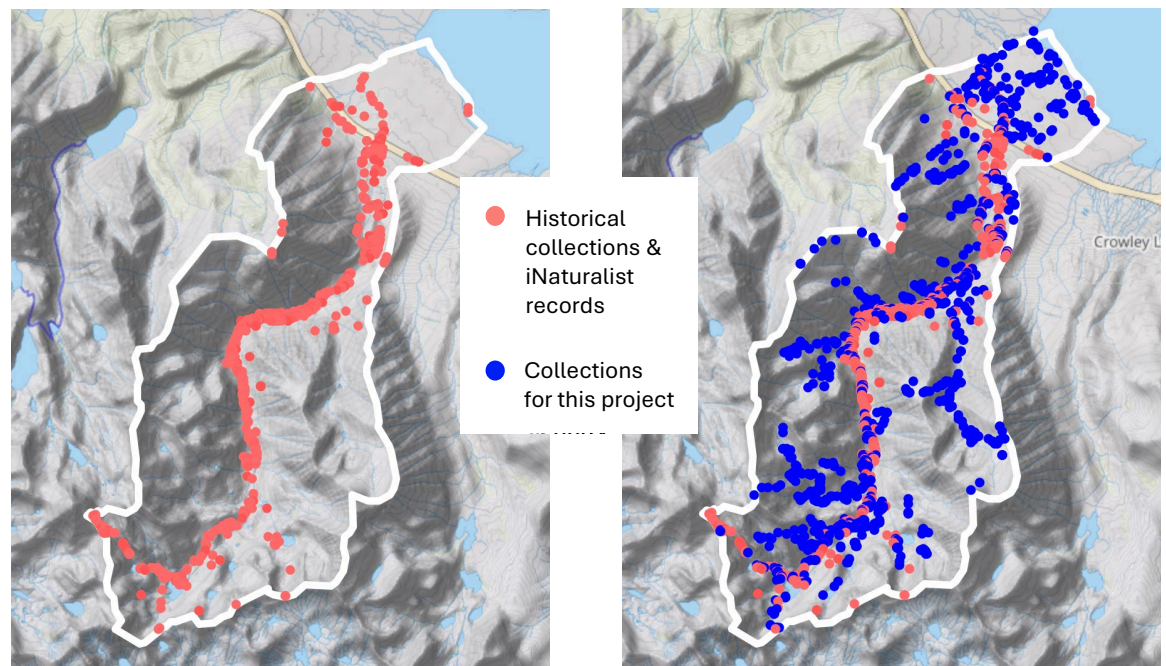 Historical
collections &
iNaturalist
records
Collections
for this project
Crowley L